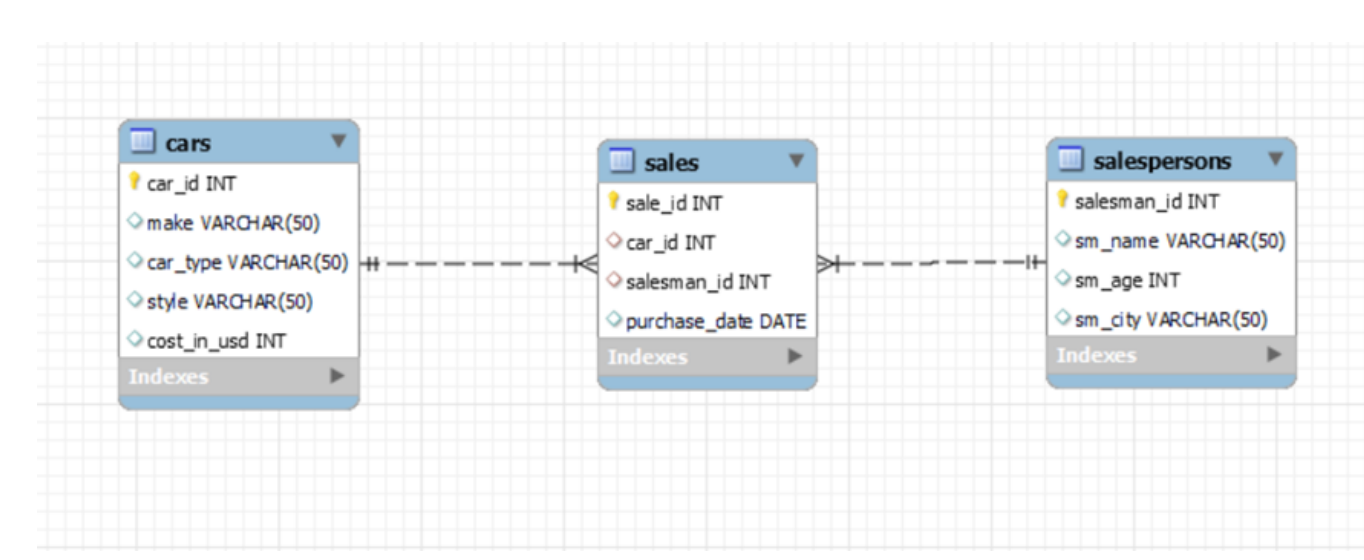 cars
car_id INT
make VARCHAR(50)
car_type VARCHAR(50)
style VARCHAR(50)
cost_in_usd INT
Indexes
sales
sale_id INT
car_id INT
salesman_id INT
purchase_date DATE
Indexes
salespersons
salesman_id INT
sm_name VARCHAR(50)
sm_age INT
sm_city VARCHAR(50)
Indexes